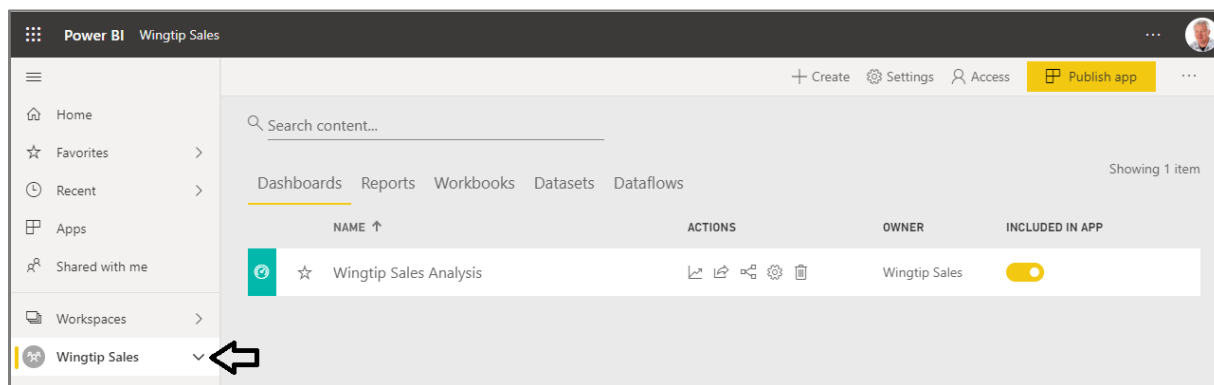 Power BI Wingtip Sales
+ Create Settings Access Publish app
Home
Search content...
Favorites
Showing 1 item
Recent
Dashboards Reports Workbooks Datasets Dataflows
Apps
NAME ACTIONS OWNER INCLUDED IN APP
Shared with me
Wingtip Sales Analysis Wingtip Sales
Workspaces
Wingtip Sales